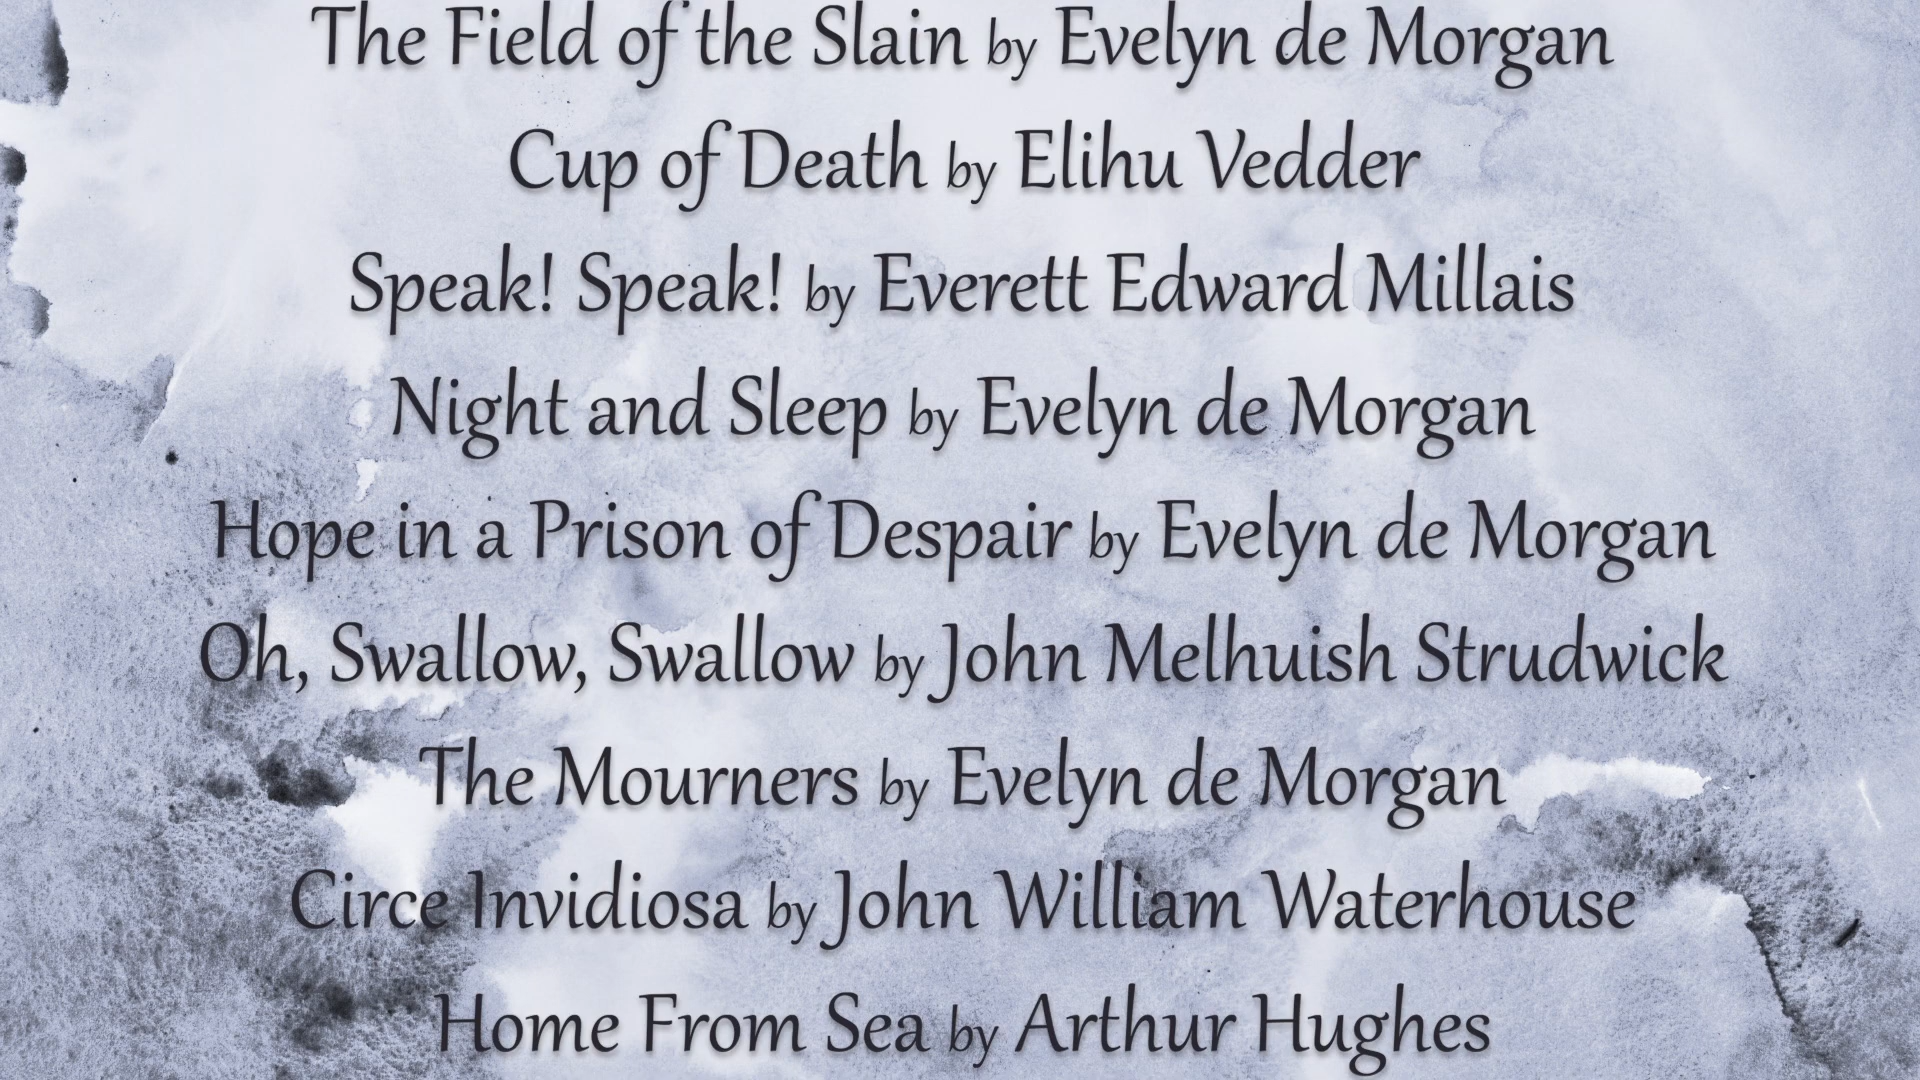 The Field of the Slain by Evelyn de Morgan
Cup of Death by Elihu Vedder
Speak! Speak! by Everett Edward Millais
Night and Sleep by Evelyn de Morgan
Hope in a Prison of Despair by Evelyn de Morgan
Oh, Swallow, Swallow by John Melhuish Strudwick
The Mourners by Evelyn de Morgan
Circe Invidiosa by John William Waterhouse
Home From Sea by Arthur Hughes